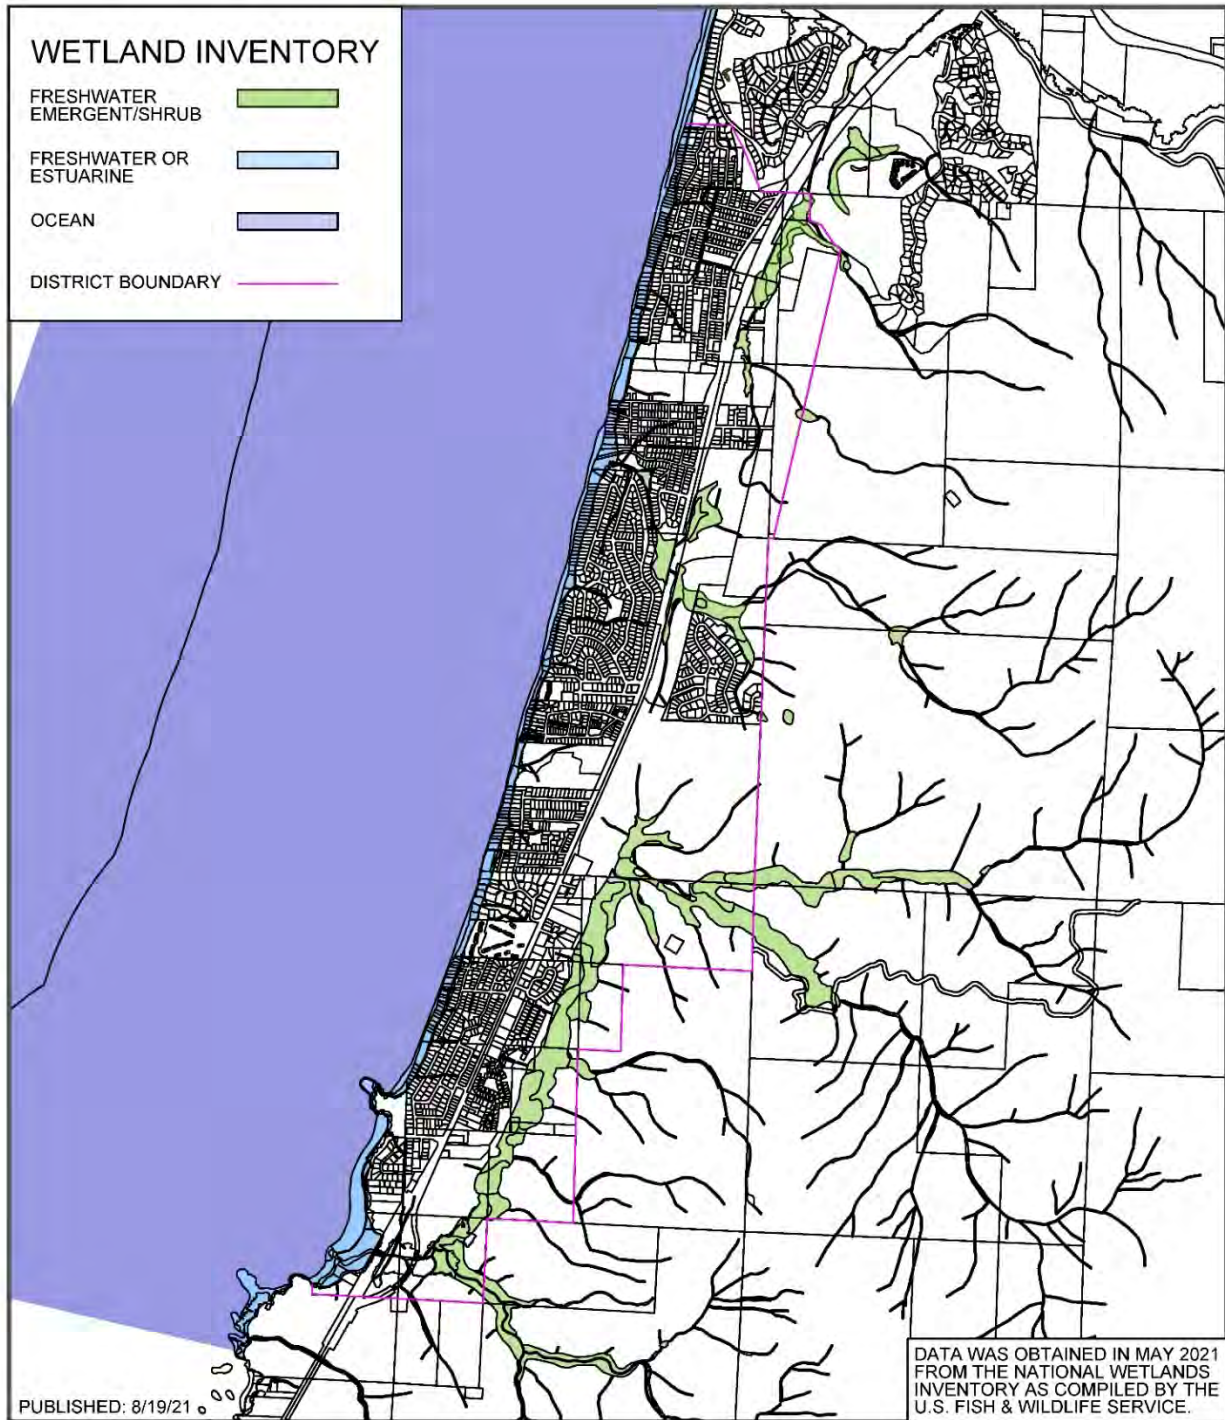 WETLAND INVENTORY
FRESHWATER
EMERGENT/SHRUB
FRESHWATER OR
ESTUARINE
OCEAN
DISTRICT BOUNDARY
DATA WAS OBTAINED IN MAY 2021
FROM THE NATIONAL WETLANDS
INVENTORY AS COMPILED BY THE
U.S. FISH & WILDLIFE SERVICE.
PUBLISHED: 8/19/21